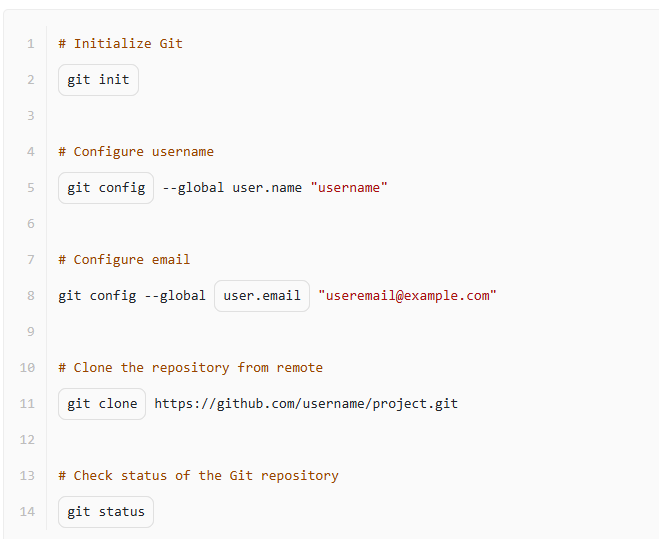 1 # Initialize Git
2 git init
3
4 # Configure username
5 git config --global user.name "username"
6
7 # Configure email
8 git config --global user.email "useremail@example.com"
9
10 # Clone the repository from remote
11 git clone https://github.com/username/project.git
12
13 # Check status of the Git repository
14 git status